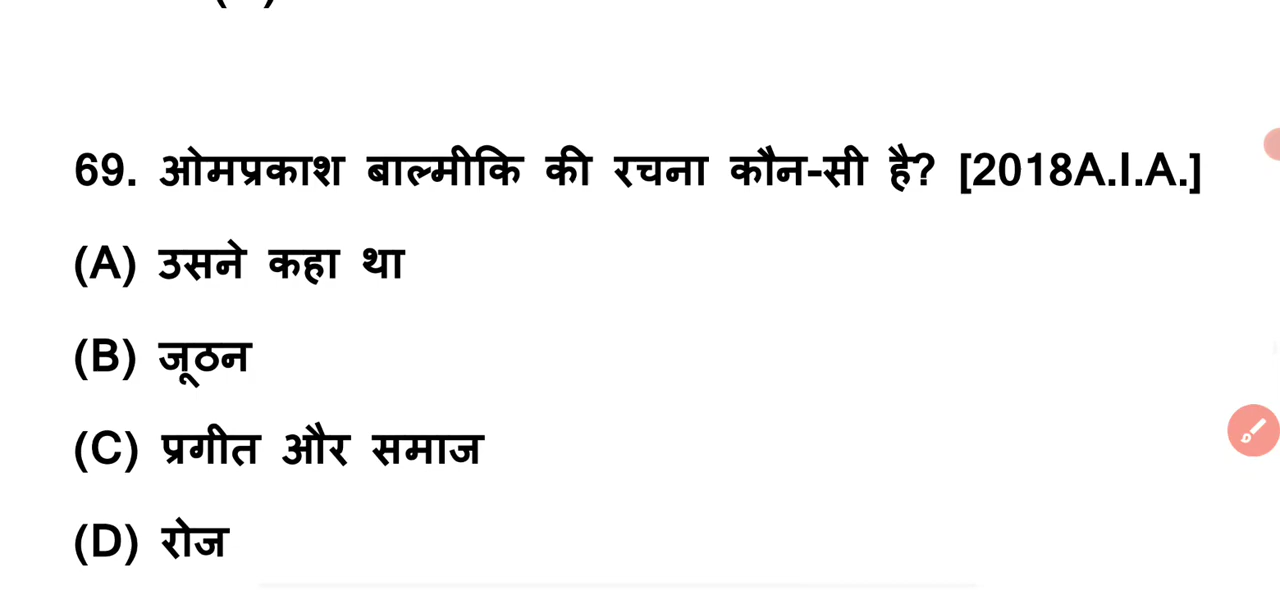 69. ओमप्रकाश बाल्मीकि की रचना कौन-सी है? [2018A.I.A.]
(A) उसने कहा था
(B) जूठन
(C) प्रगीत और समाज
(D) रोज